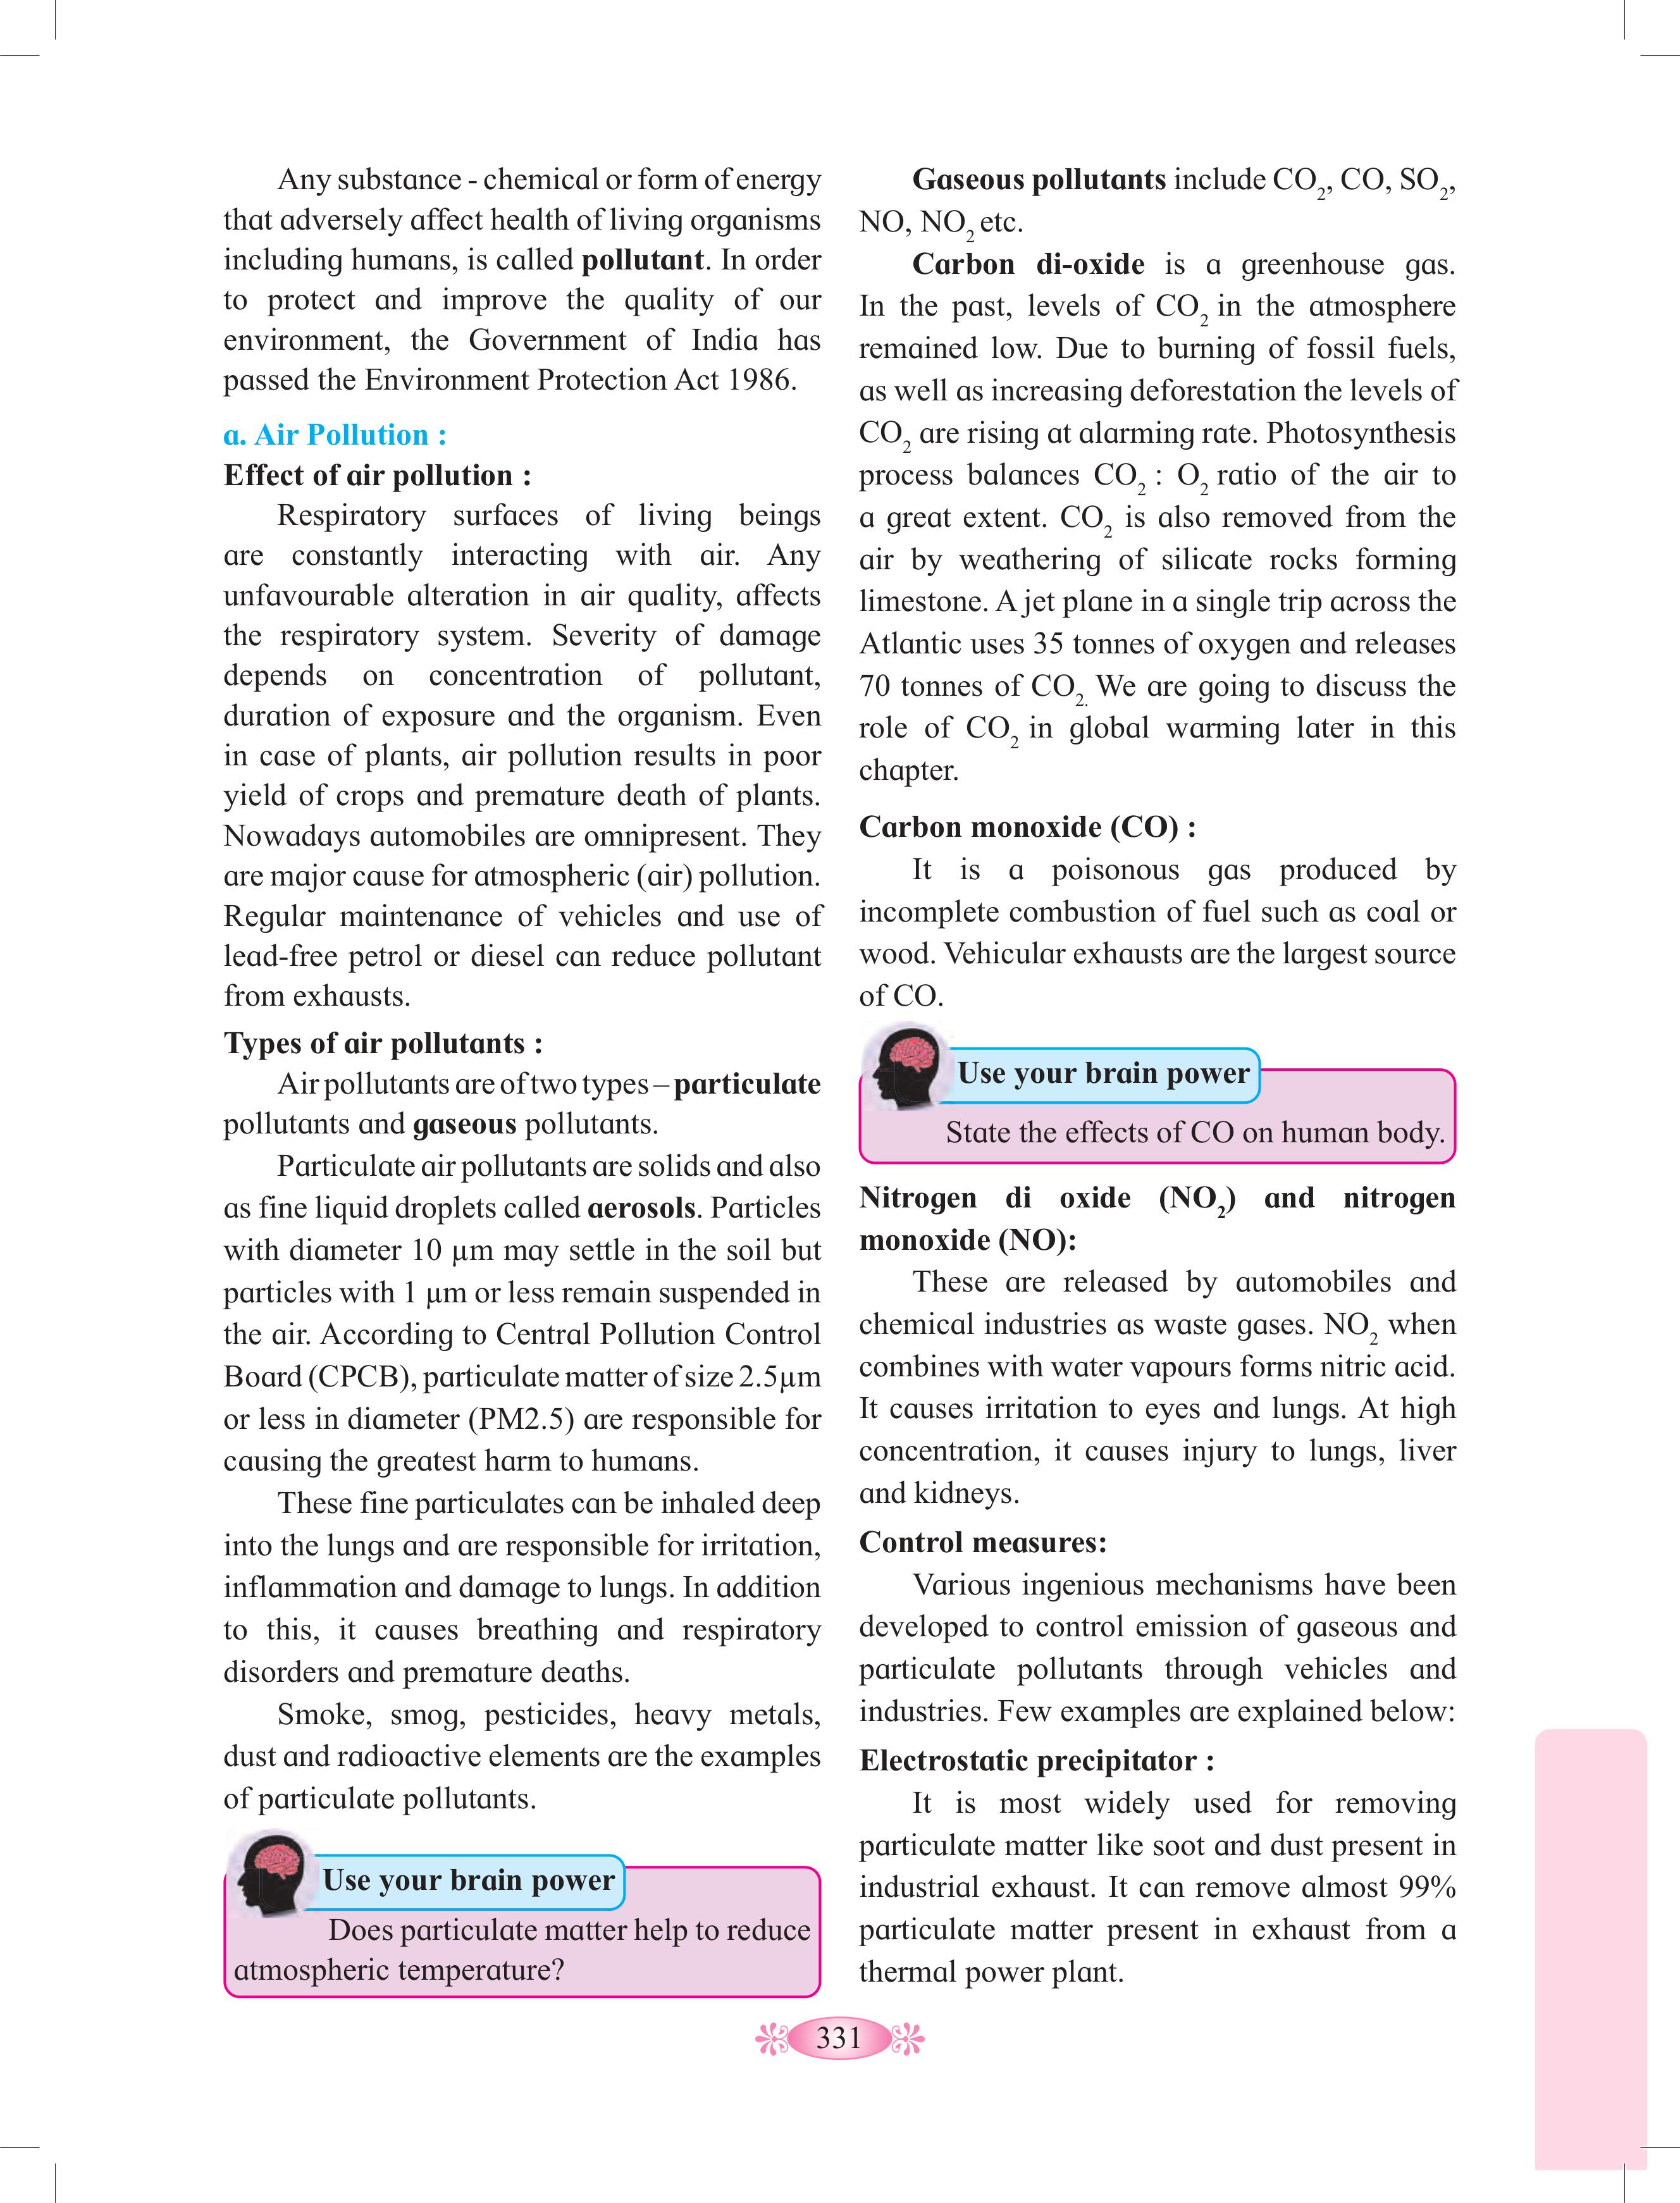 Any substance - chemical or form of energy
that adversely affect health of living organisms
including humans, is called pollutant. In order
to protect and improve the quality of our
environment, the Government of India has
passed the Environment Protection Act 1986.
a. Air Pollution :
Effect of air pollution :
Respiratory surfaces of living beings
are constantly interacting with air. Any
unfavourable alteration in air quality, affects
the respiratory system. Severity of damage
depends on concentration of pollutant,
duration of exposure and the organism. Even
in case of plants, air pollution results in poor
yield of crops and premature death of plants.
Nowadays automobiles are omnipresent. They
are major cause for atmospheric (air) pollution.
Regular maintenance of vehicles and use of
lead-free petrol or diesel can reduce pollutant
from exhausts.
Types of air pollutants :
Air pollutants are of two types – particulate
pollutants and gaseous pollutants.
Particulate air pollutants are solids and also
as fine liquid droplets called aerosols. Particles
with diameter 10 µm may settle in the soil but
particles with 1 µm or less remain suspended in
the air. According to Central Pollution Control
Board (CPCB), particulate matter of size 2.5µm
or less in diameter (PM2.5) are responsible for
causing the greatest harm to humans.
These fine particulates can be inhaled deep
into the lungs and are responsible for irritation,
inflammation and damage to lungs. In addition
to this, it causes breathing and respiratory
disorders and premature deaths.
Smoke, smog, pesticides, heavy metals,
dust and radioactive elements are the examples
of particulate pollutants.
Use your brain power
Does particulate matter help to reduce
atmospheric temperature?
Gaseous pollutants include CO₂, CO, SO₂,
NO, NO₂ etc.
Carbon di-oxide is a greenhouse gas.
In the past, levels of CO₂ in the atmosphere
remained low. Due to burning of fossil fuels,
as well as increasing deforestation the levels of
CO₂ are rising at alarming rate. Photosynthesis
process balances CO₂ : O₂ ratio of the air to
a great extent. CO₂ is also removed from the
air by weathering of silicate rocks forming
limestone. A jet plane in a single trip across the
Atlantic uses 35 tonnes of oxygen and releases
70 tonnes of CO₂. We are going to discuss the
role of CO₂ in global warming later in this
chapter.
Carbon monoxide (CO) :
It is a poisonous gas produced by
incomplete combustion of fuel such as coal or
wood. Vehicular exhausts are the largest source
of CO.
Use your brain power
State the effects of CO on human body.
Nitrogen di oxide (NO₂) and nitrogen
monoxide (NO):
These are released by automobiles and
chemical industries as waste gases. NO₂ when
combines with water vapours forms nitric acid.
It causes irritation to eyes and lungs. At high
concentration, it causes injury to lungs, liver
and kidneys.
Control measures:
Various ingenious mechanisms have been
developed to control emission of gaseous and
particulate pollutants through vehicles and
industries. Few examples are explained below:
Electrostatic precipitator :
It is most widely used for removing
particulate matter like soot and dust present in
industrial exhaust. It can remove almost 99%
particulate matter present in exhaust from a
thermal power plant.
331